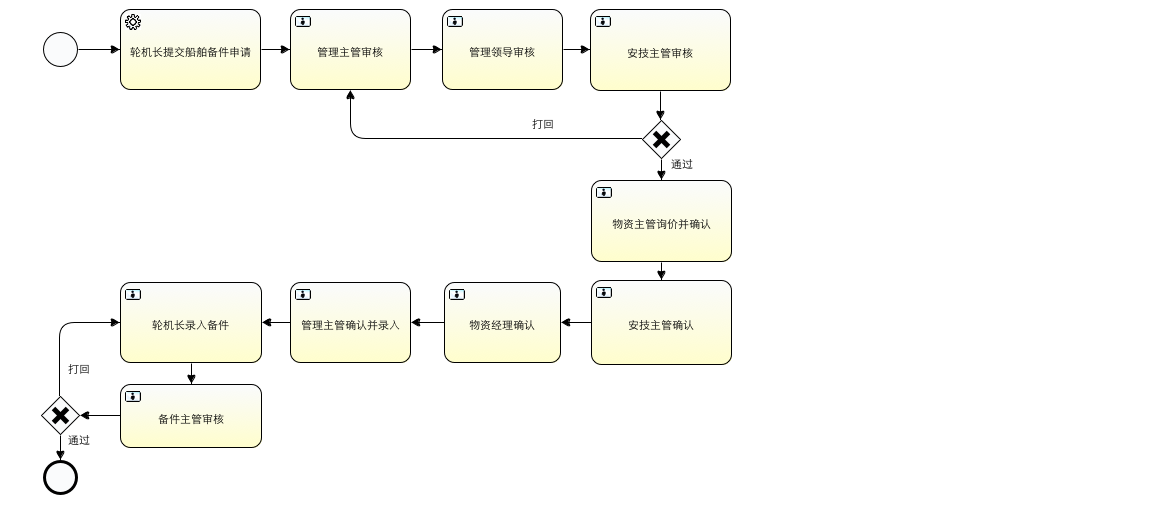 轮机长提交船舶备件申请
管理主管审核
管理领导审核
安技主管审核
打回
通过
物资主管询价并确认
轮机长录入备件
管理主管确认并录入
物资经理确认
安技主管确认
打回
备件主管审核
通过